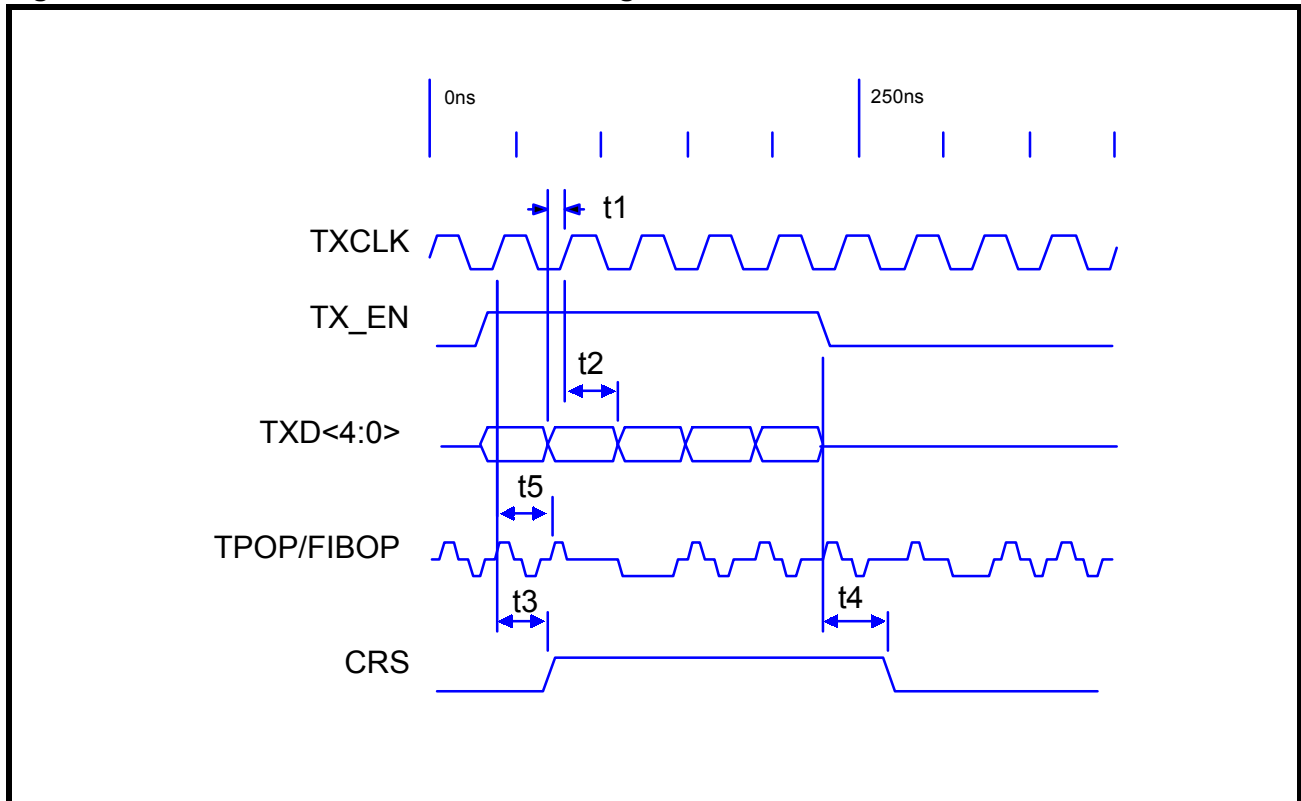 0ns
250ns
t1
TXCLK
TX_EN
t2
TXD<4:0>
t5
TPOP/FIBOP
t3
t4
CRS